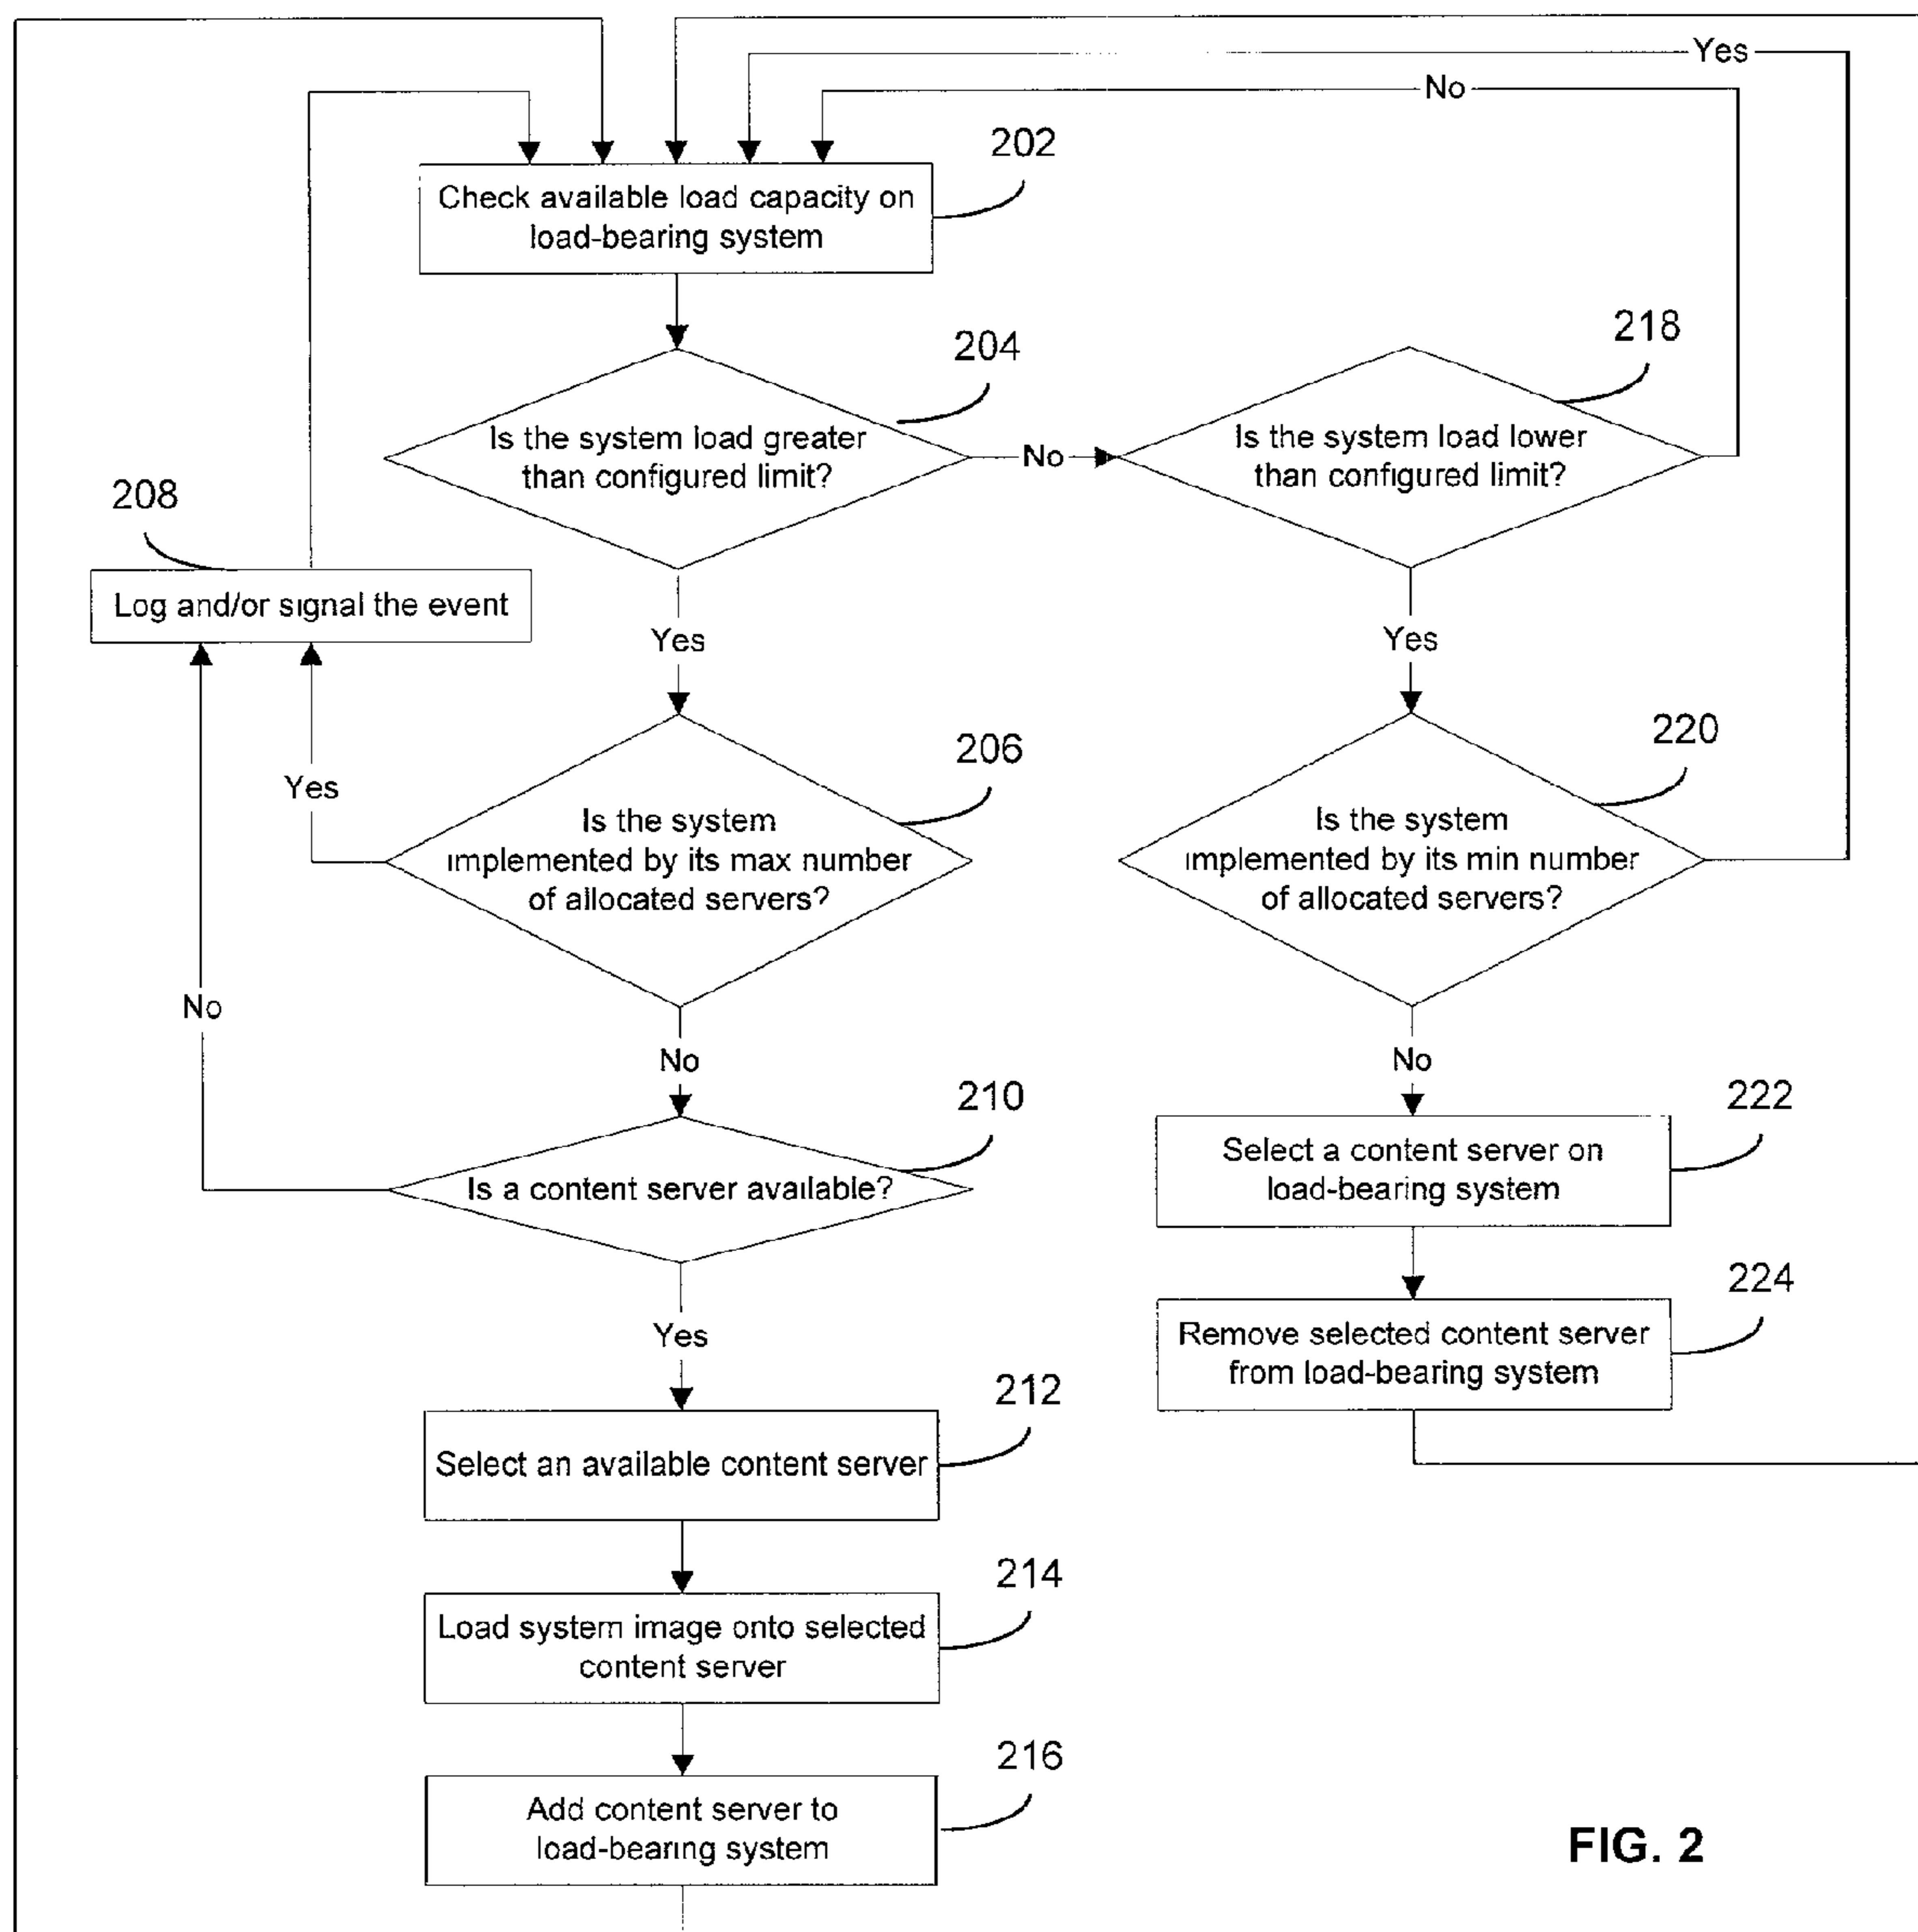 Yes
No
202
Check available load capacity on
load-bearing system
204
218
Is the system load greater
than configured limit?
No
Is the system load lower
than configured limit?
208
Log and/or signal the event
Yes
Yes
206
220
Yes
Is the system
implemented by its max number
of allocated servers?
Is the system
implemented by its min number
of allocated servers?
No
No
No
210
222
Is a content server available?
Select a content server on
load-bearing system
224
Yes
Remove selected content server
from load-bearing system
212
Select an available content server
214
Load system image onto selected
content server
216
Add content server to
load-bearing system
FIG. 2